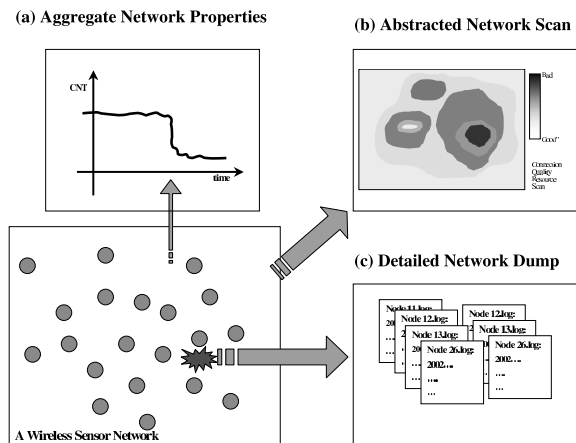 (a) Aggregate Network Properties
CNT
time
(b) Abstracted Network Scan
Bad
Good"
Connection
Quality
Resource
Scan
A Wireless Sensor Network
(c) Detailed Network Dump
Node 11.log:
Node 12.log:
Node 12.log:
Node 13.log:
Node 13.log:
Node 26.log:
2002….
….
…
Node 26.log:
2002….
….
…